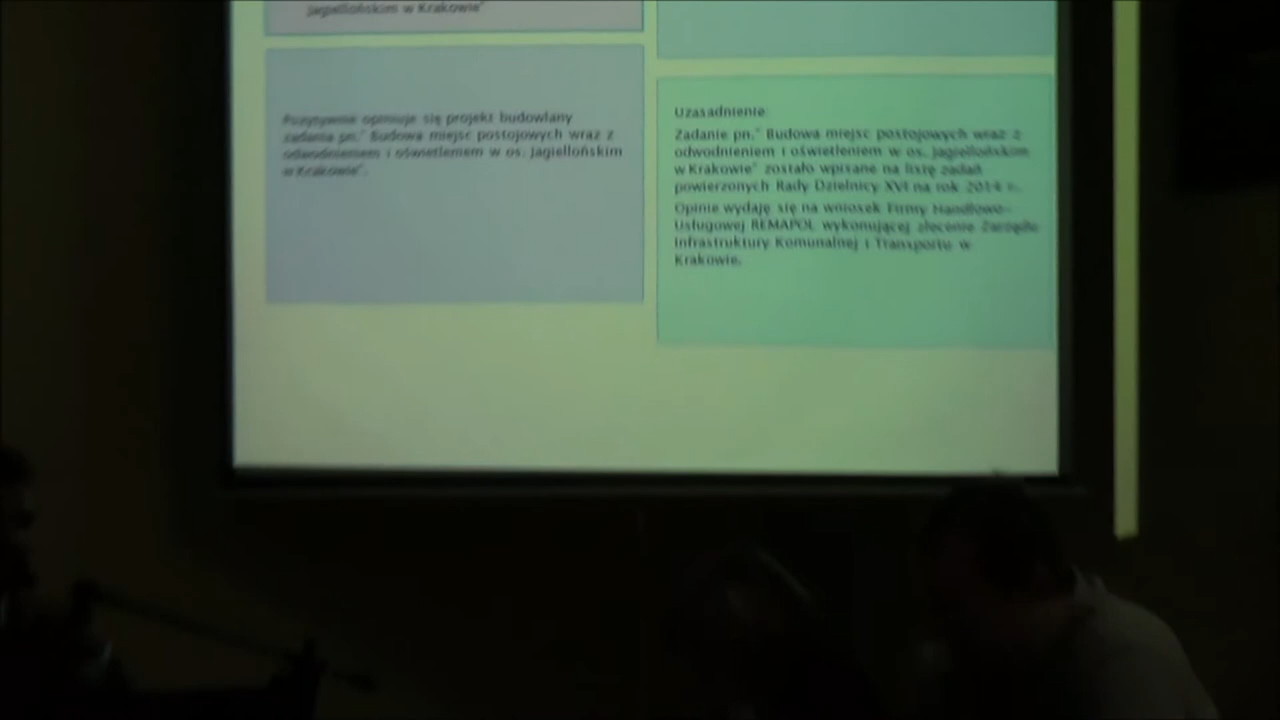 Jagiellońskim w Krakowie"
Pozytywnie opiniuje się projekt budowlany
zadania pn." Budowa miejsc postojowych wraz z
odwodnieniem i oświetleniem w os. Jagiellońskim
w Krakowie".
Uzasadnienie:
Zadanie pn." Budowa miejsc postojowych wraz z
odwodnieniem i oświetleniem w os. Jagiellońskim
w Krakowie" zostało wpisane na listę zadań
powierzonych Rady Dzielnicy XVI na rok 2014 r.
Opinie wydaję się na wniosek Firmy Handlowo-
Usługowej REMAPOL wykonującej zlecenie Zarządu
Infrastruktury Komunalnej i Transportu w
Krakowie.